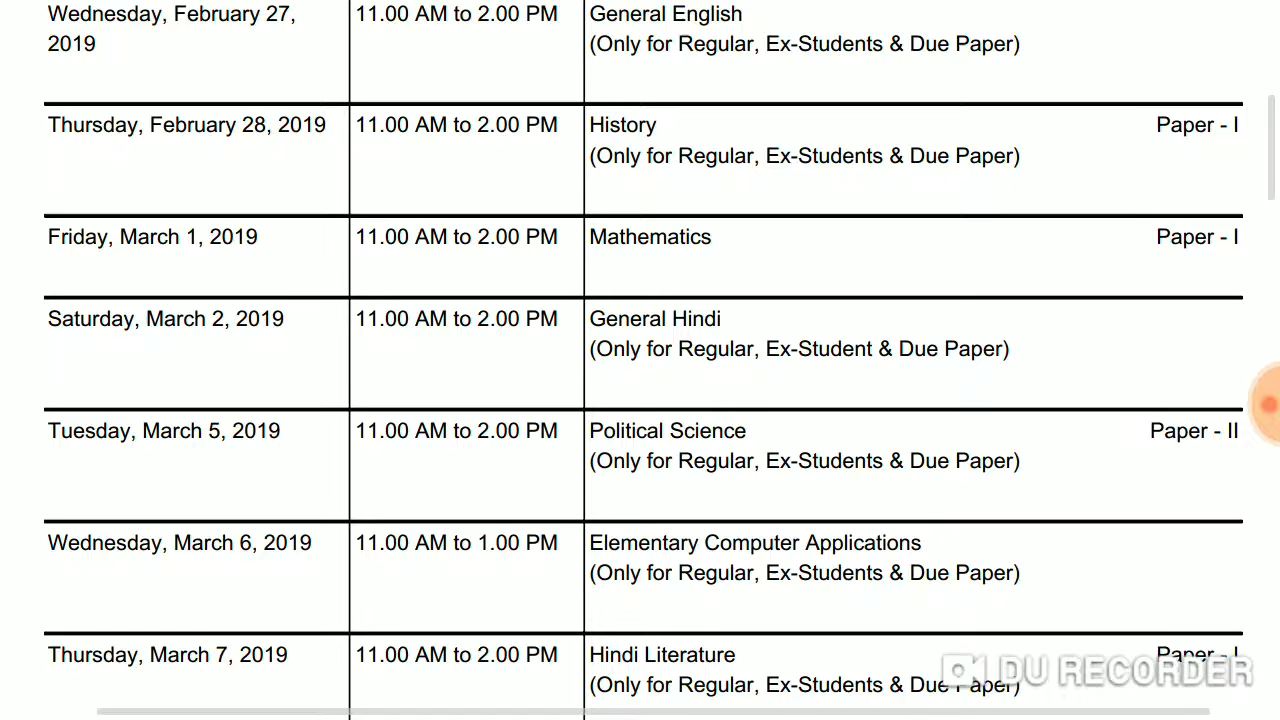 Wednesday, February 27, 11.00 AM to 2.00 PM General English
2019 (Only for Regular, Ex-Students & Due Paper)
Thursday, February 28, 2019 11.00 AM to 2.00 PM History Paper - I
(Only for Regular, Ex-Students & Due Paper)
Friday, March 1, 2019 11.00 AM to 2.00 PM Mathematics Paper - I
Saturday, March 2, 2019 11.00 AM to 2.00 PM General Hindi
(Only for Regular, Ex-Student & Due Paper)
Tuesday, March 5, 2019 11.00 AM to 2.00 PM Political Science Paper - II
(Only for Regular, Ex-Students & Due Paper)
Wednesday, March 6, 2019 11.00 AM to 1.00 PM Elementary Computer Applications
(Only for Regular, Ex-Students & Due Paper)
Thursday, March 7, 2019 11.00 AM to 2.00 PM Hindi Literature Paper - I
(Only for Regular, Ex-Students & Due Paper)
DU RECORDER